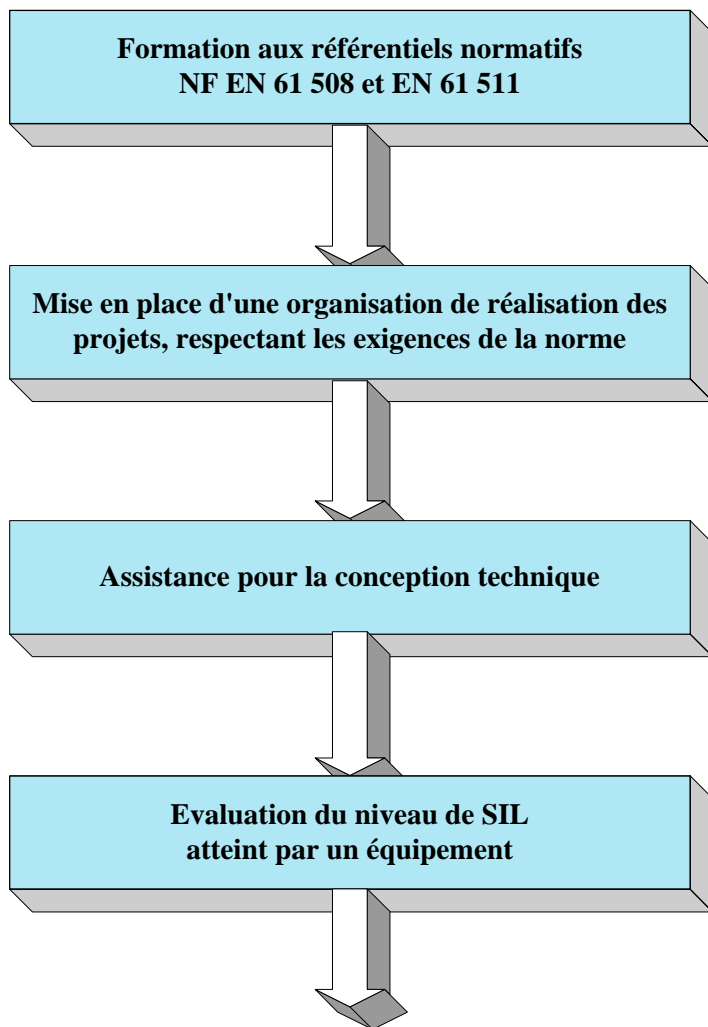 Formation aux référentiels normatifs
NF EN 61 508 et EN 61 511
Mise en place d'une organisation de réalisation des
projets, respectant les exigences de la norme
Assistance pour la conception technique
Evaluation du niveau de SIL
atteint par un équipement